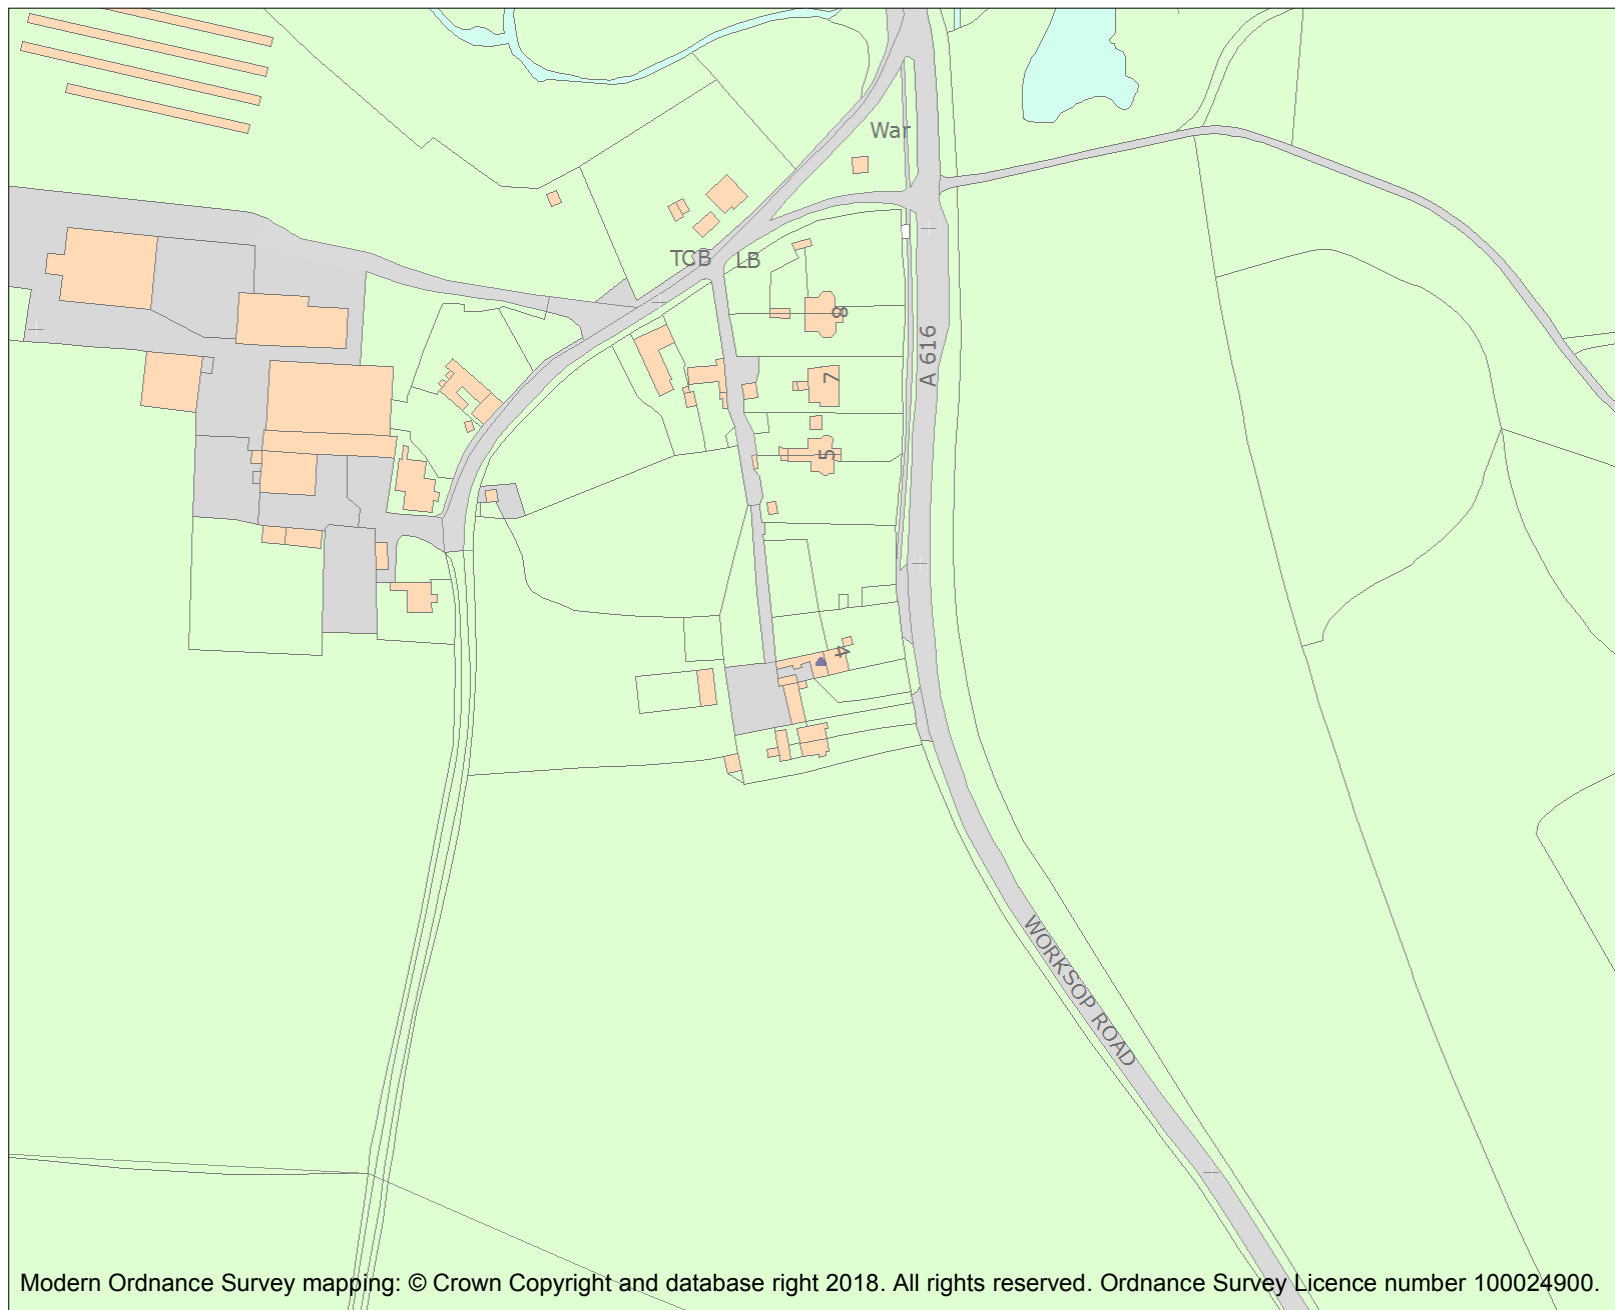 War
TCB
LB
8
A 616
7
5
4
WORKSOP ROAD
Modern Ordnance Survey mapping: © Crown Copyright and database right 2018. All rights reserved. Ordnance Survey Licence number 100024900.